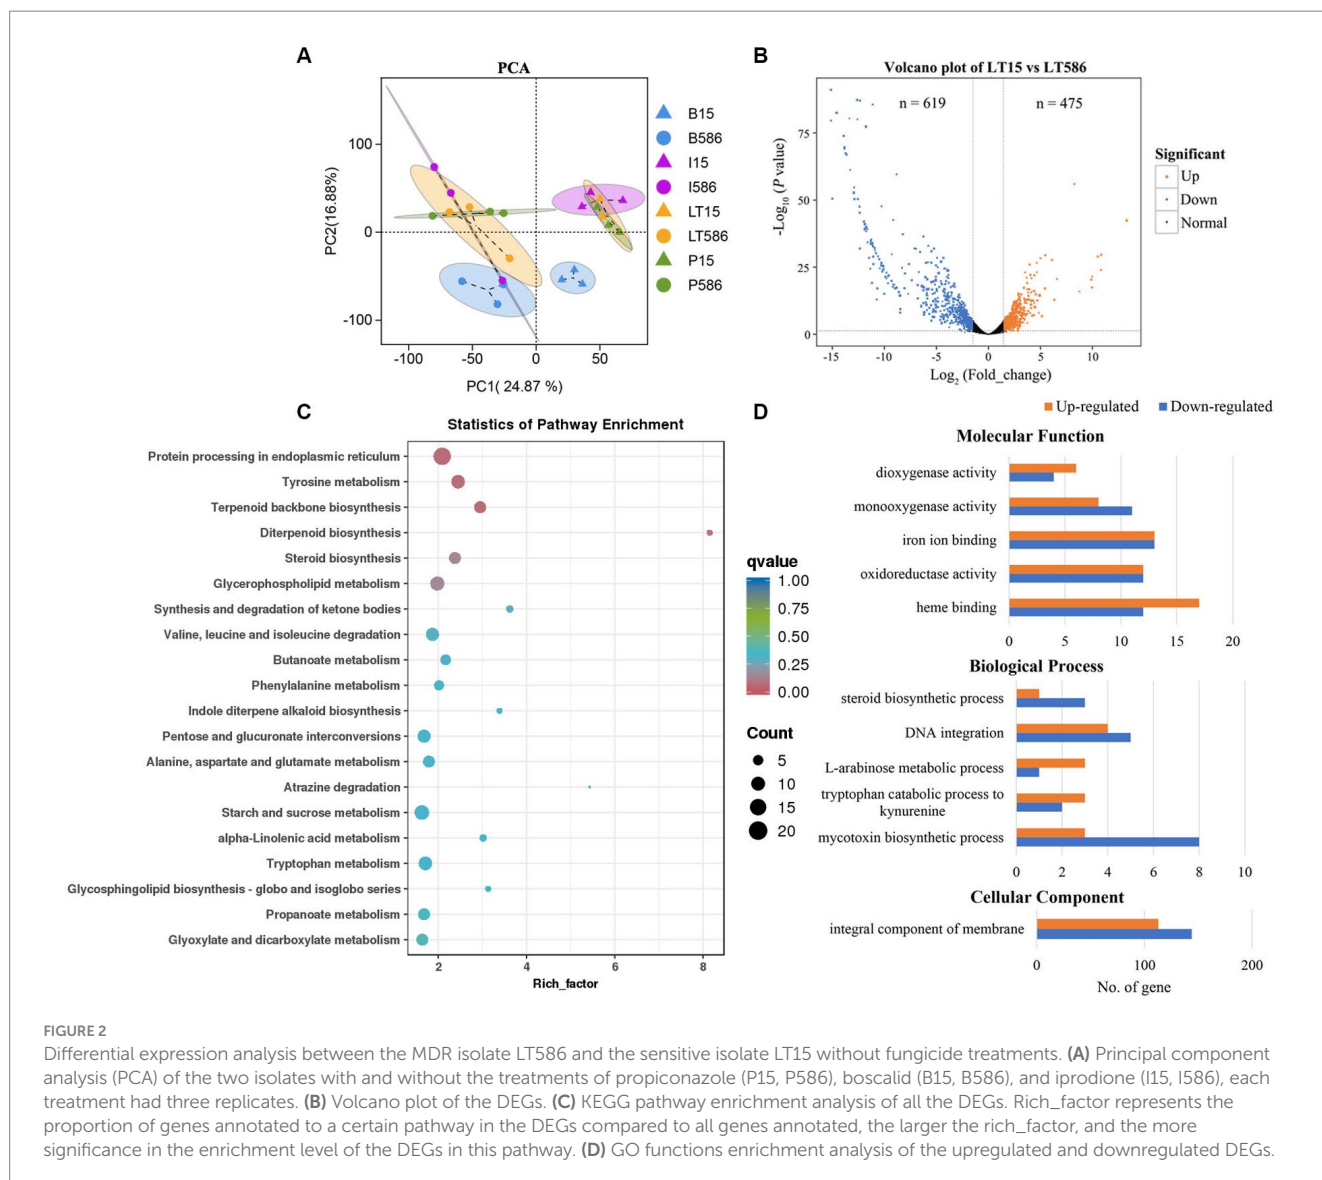 A
PCA
PC2(16.88%)
100
0
-100
-100
-50
0
50
PC1( 24.87 %)
B15
B586
I15
I586
LT15
LT586
P15
P586
B
Volcano plot of LT15 vs LT586
n = 619
n = 475
-Log10 (P value)
75
50
25
0
-15
-10
-5
0
5
10
Log2 (Fold_change)
Significant
Up
Down
Normal
C
Statistics of Pathway Enrichment
Protein processing in endoplasmic reticulum
Tyrosine metabolism
Terpenoid backbone biosynthesis
Diterpenoid biosynthesis
Steroid biosynthesis
Glycerophospholipid metabolism
Synthesis and degradation of ketone bodies
Valine, leucine and isoleucine degradation
Butanoate metabolism
Phenylalanine metabolism
Indole diterpene alkaloid biosynthesis
Pentose and glucuronate interconversions
Alanine, aspartate and glutamate metabolism
Atrazine degradation
Starch and sucrose metabolism
alpha-Linolenic acid metabolism
Tryptophan metabolism
Glycosphingolipid biosynthesis - globo and isoglobo series
Propanoate metabolism
Glyoxylate and dicarboxylate metabolism
2
4
6
8
Rich_factor
qvalue
1.00
0.75
0.50
0.25
0.00
Count
5
10
15
20
D
Up-regulated
Down-regulated
Molecular Function
dioxygenase activity
monooxygenase activity
iron ion binding
oxidoreductase activity
heme binding
0
5
10
15
20
Biological Process
steroid biosynthetic process
DNA integration
L-arabinose metabolic process
tryptophan catabolic process to
kynurenine
mycotoxin biosynthetic process
0
2
4
6
8
10
Cellular Component
integral component of membrane
0
100
200
No. of gene
FIGURE 2
Differential expression analysis between the MDR isolate LT586 and the sensitive isolate LT15 without fungicide treatments. (A) Principal component
analysis (PCA) of the two isolates with and without the treatments of propiconazole (P15, P586), boscalid (B15, B586), and iprodione (I15, I586), each
treatment had three replicates. (B) Volcano plot of the DEGs. (C) KEGG pathway enrichment analysis of all the DEGs. Rich_factor represents the
proportion of genes annotated to a certain pathway in the DEGs compared to all genes annotated, the larger the rich_factor, and the more
significance in the enrichment level of the DEGs in this pathway. (D) GO functions enrichment analysis of the upregulated and downregulated DEGs.